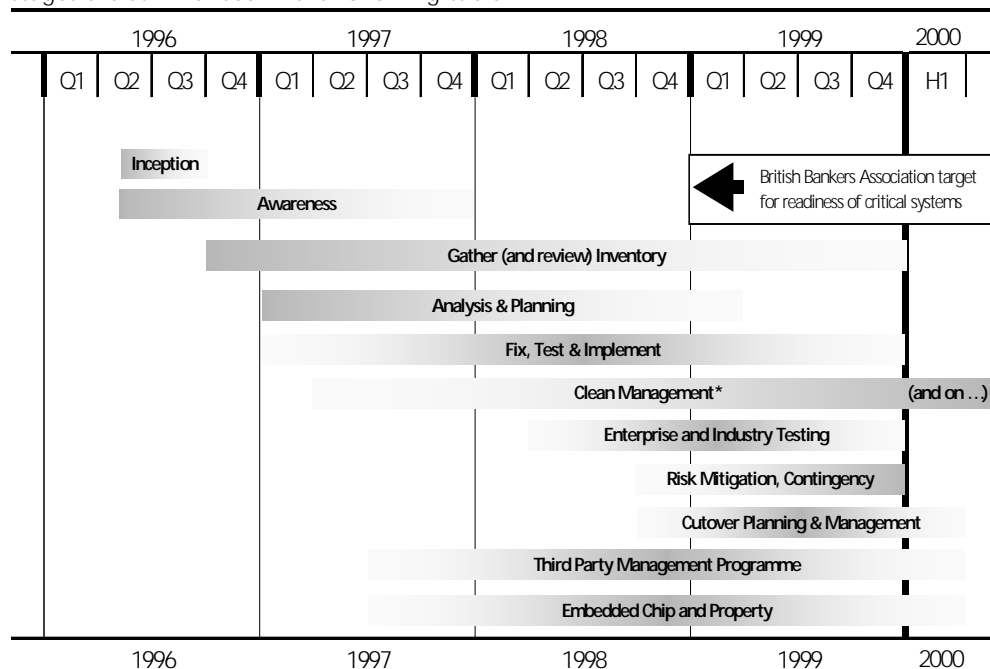 1996 1997 1998 1999 2000
Q1 Q2 Q3 Q4 Q1 Q2 Q3 Q4 Q1 Q2 Q3 Q4 Q1 Q2 Q3 Q4 H1
Inception
British Bankers Association target
for readiness of critical systems
Awareness
Gather (and review) Inventory
Analysis & Planning
Fix, Test & Implement
Clean Management* (and on ...)
Enterprise and Industry Testing
Risk Mitigation, Contingency
Cutover Planning & Management
Third Party Management Programme
Embedded Chip and Property
1996 1997 1998 1999 2000